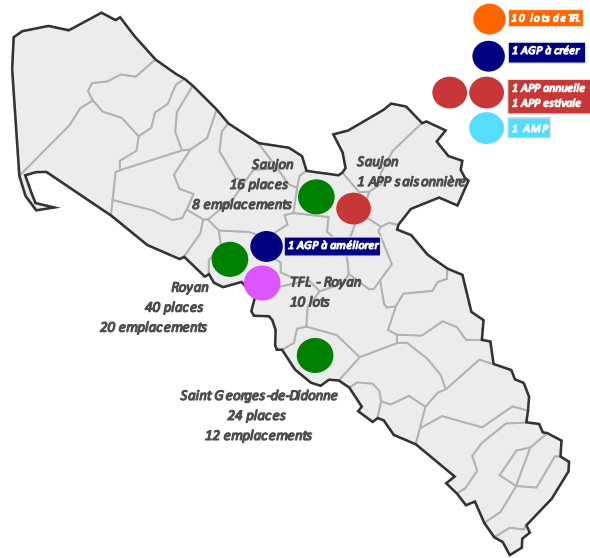 10 lots de TFL
1 AGP à créer
1 APP annuelle
1 APP estivale
1 AMP
Saujon
16 places
8 emplacements
Saujon
1 APP saisonnière
1 AGP à améliorer
TFL - Royan
10 lots
Royan
40 places
20 emplacements
Saint Georges-de-Didonne
24 places
12 emplacements